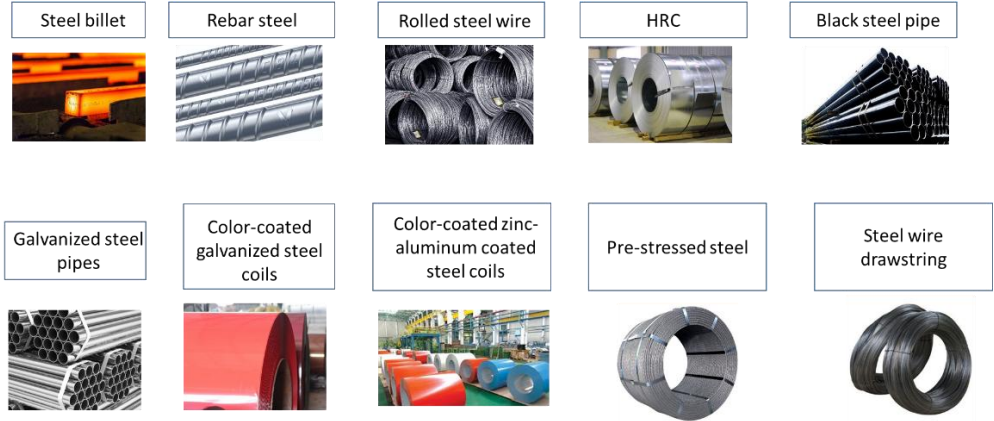 Steel billet
Rebar steel
Rolled steel wire
HRC
Black steel pipe
Galvanized steel
pipes
Color-coated
galvanized steel
coils
Color-coated zinc-
aluminum coated
steel coils
Pre-stressed steel
Steel wire
drawstring